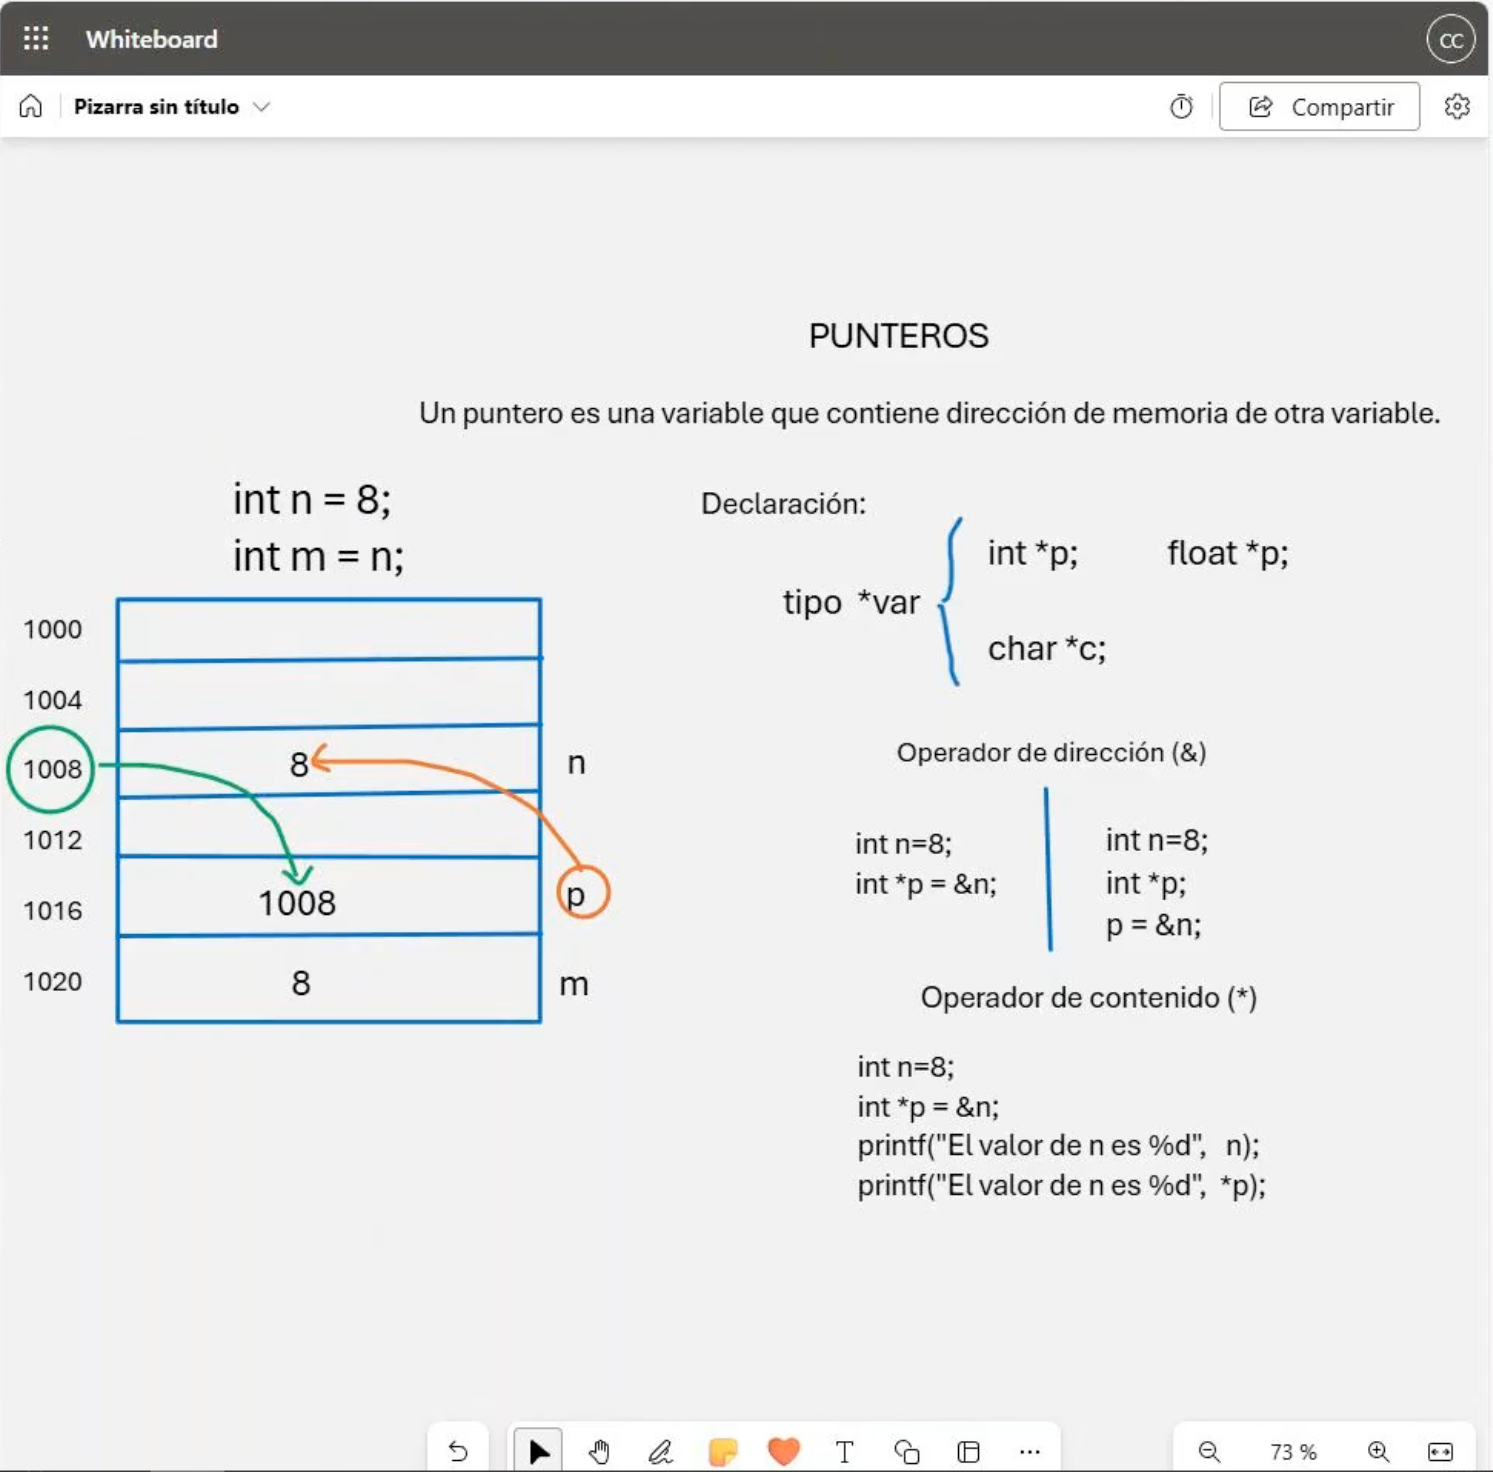 Whiteboard
CC
Pizarra sin título
Compartir
PUNTEROS
Un puntero es una variable que contiene dirección de memoria de otra variable.
int n = 8;
int m = n;
1000
1004
1008 8 n
1012
1016 1008 p
1020 8 m
Declaración:
tipo *var
int *p; float *p;
char *c;
Operador de dirección (&)
int n=8;
int *p = &n;
int n=8;
int *p;
p = &n;
Operador de contenido (*)
int n=8;
int *p = &n;
printf("El valor de n es %d", n);
printf("El valor de n es %d", *p);
T
73 %